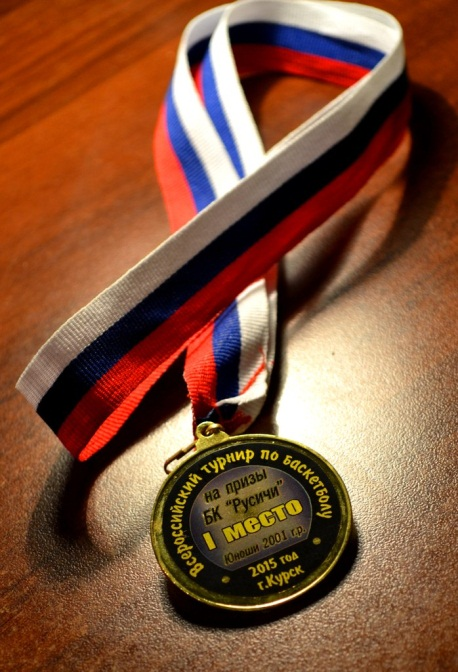 Всероссийский турнир по баскетболу
на призы
БК "Русичи"
I место
Юноши 2001 г.р.
2015 год
г.Курск